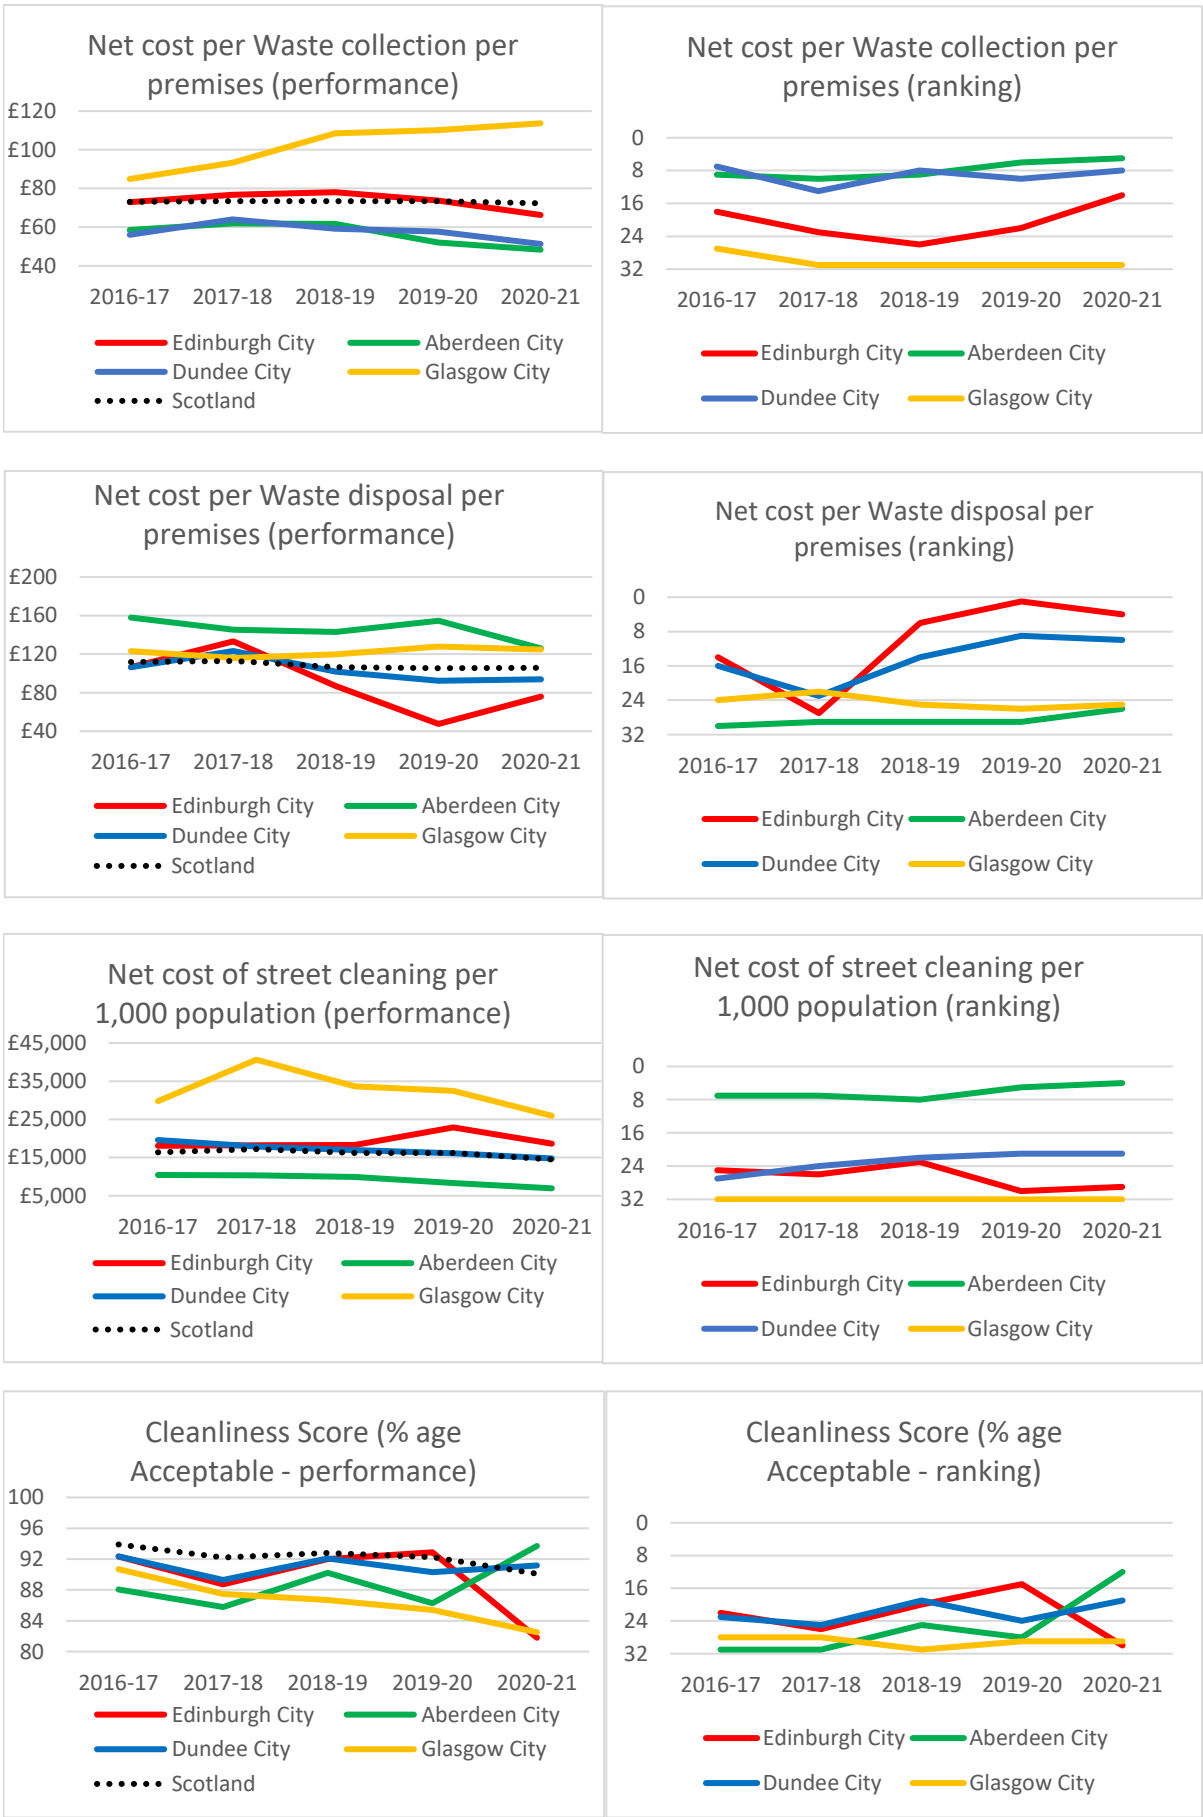 Net cost per Waste collection per
premises (performance)
£120
£100
£80
£60
£40
2016-17 2017-18 2018-19 2019-20 2020-21
Edinburgh City Aberdeen City
Dundee City Glasgow City
Scotland
Net cost per Waste collection per
premises (ranking)
0
8
16
24
32
2016-17 2017-18 2018-19 2019-20 2020-21
Edinburgh City Aberdeen City
Dundee City Glasgow City
Net cost per Waste disposal per
premises (performance)
£200
£160
£120
£80
£40
2016-17 2017-18 2018-19 2019-20 2020-21
Edinburgh City Aberdeen City
Dundee City Glasgow City
Scotland
Net cost per Waste disposal per
premises (ranking)
0
8
16
24
32
2016-17 2017-18 2018-19 2019-20 2020-21
Edinburgh City Aberdeen City
Dundee City Glasgow City
Net cost of street cleaning per
1,000 population (performance)
£45,000
£35,000
£25,000
£15,000
£5,000
2016-17 2017-18 2018-19 2019-20 2020-21
Edinburgh City Aberdeen City
Dundee City Glasgow City
Scotland
Net cost of street cleaning per
1,000 population (ranking)
0
8
16
24
32
2016-17 2017-18 2018-19 2019-20 2020-21
Edinburgh City Aberdeen City
Dundee City Glasgow City
Cleanliness Score (% age
Acceptable - performance)
100
96
92
88
84
80
2016-17 2017-18 2018-19 2019-20 2020-21
Edinburgh City Aberdeen City
Dundee City Glasgow City
Scotland
Cleanliness Score (% age
Acceptable - ranking)
0
8
16
24
32
2016-17 2017-18 2018-19 2019-20 2020-21
Edinburgh City Aberdeen City
Dundee City Glasgow City